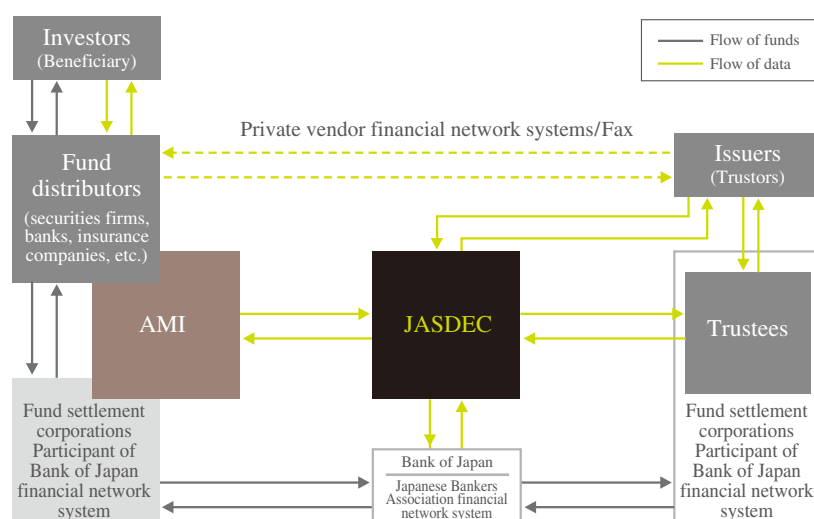 Investors
(Beneficiary)
Flow of funds
Flow of data
Private vendor financial network systems/Fax
Fund
distributors
(securities firms,
banks, insurance
companies, etc.)
Issuers
(Trustors)
AMI
JASDEC
Trustees
Fund settlement
corporations
Participant of
Bank of Japan
financial network
system
Bank of Japan
Japanese Bankers
Association financial
network system
Fund settlement
corporations
Participant of
Bank of Japan
financial network
system